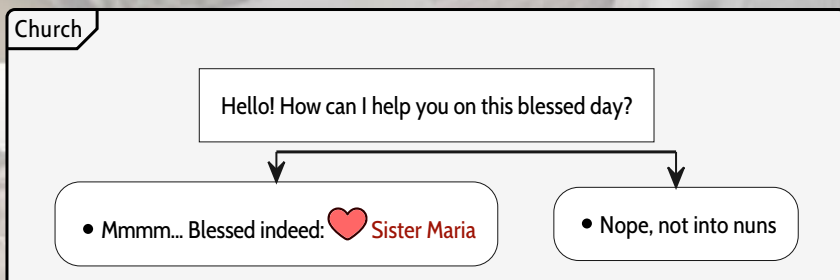 Church
Hello! How can I help you on this blessed day?
• Mmmm... Blessed indeed: Sister Maria
• Nope, not into nuns